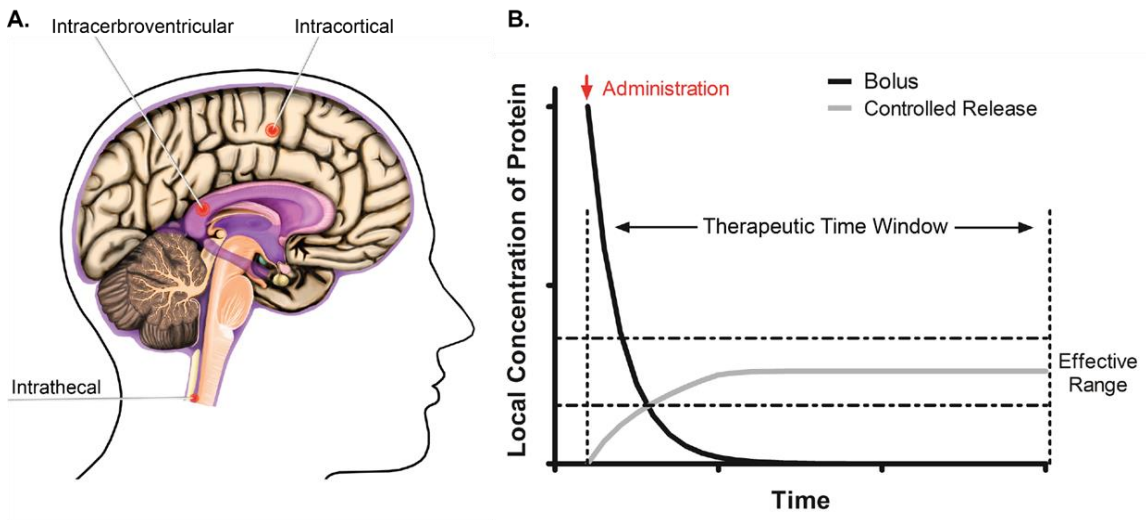 A.
Intracerbroventricular
Intracortical
Intrathecal
B.
Administration
Bolus
Controlled Release
Local Concentration of Protein
Therapeutic Time Window
Effective
Range
Time